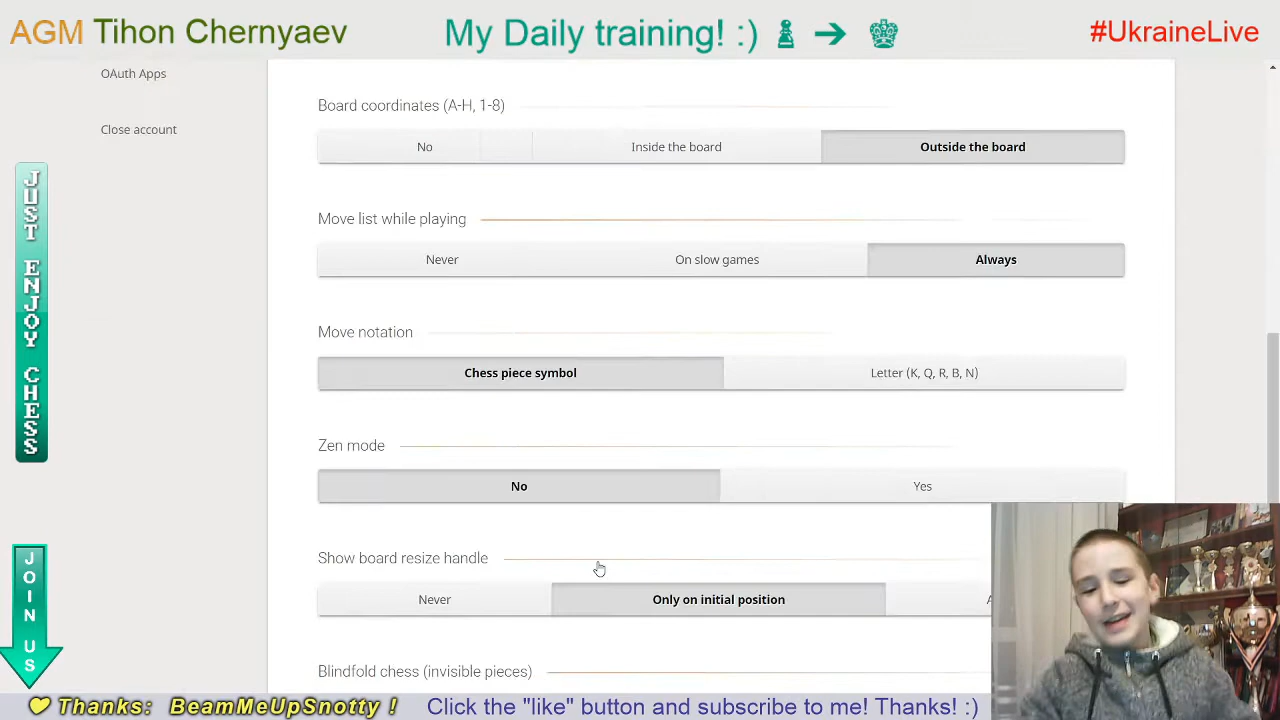 AGM Tihon Chernyaev
My Daily training! :) ♟ → ♚
#UkraineLive
OAuth Apps
Close account
Board coordinates (A-H, 1-8)
No
Inside the board
Outside the board
Move list while playing
Never
On slow games
Always
Move notation
Chess piece symbol
Letter (K, Q, R, B, N)
Zen mode
No
Yes
Show board resize handle
Never
Only on initial position
Blindfold chess (invisible pieces)
JUST ENJOY CHESS
JOIN US
Thanks: BeamMeUpSnotty !
Click the "like" button and subscribe to me! Thanks! :)